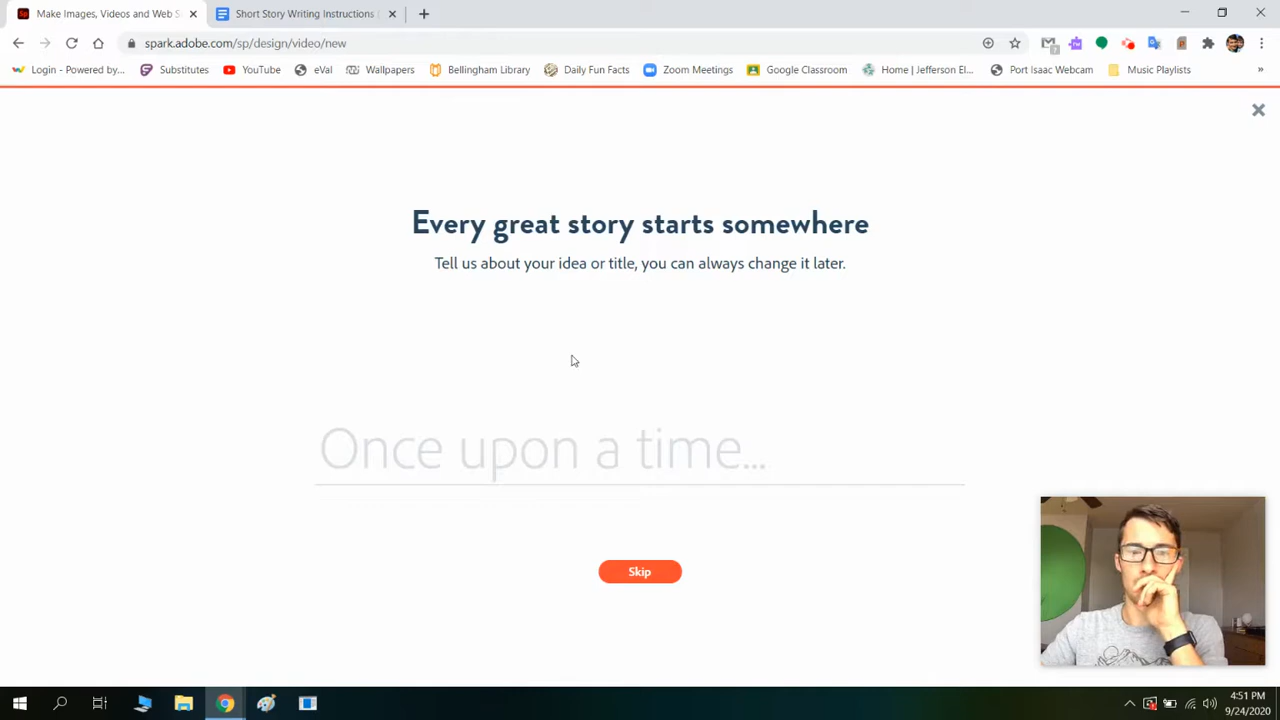 Make Images, Videos and Web S
Short Story Writing Instructions
spark.adobe.com/sp/design/video/new
Login - Powered by...
Substitutes
YouTube
eVal
Wallpapers
Bellingham Library
Daily Fun Facts
Zoom Meetings
Google Classroom
Home | Jefferson El...
Port Isaac Webcam
Music Playlists
»
Every great story starts somewhere
Tell us about your idea or title, you can always change it later.
Once upon a time...
Skip
4:51 PM
9/24/2020